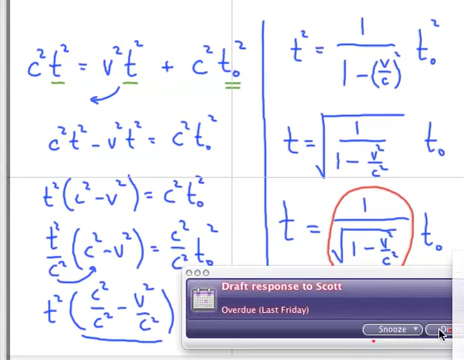 c²t² = v²t² + c²t₀²
c²t² - v²t² = c²t₀²
t²(c² - v²) = c²t₀²
t²/c² (c² - v²) = c²/c² t₀²
t²(c²/c² - v²/c²)
t² = 1/(1 - (v/c)²) t₀²
t = √(1/(1 - v²/c²)) t₀
t = 1/√(1 - v²/c²) t₀
Draft response to Scott
Overdue (Last Friday)
Snooze